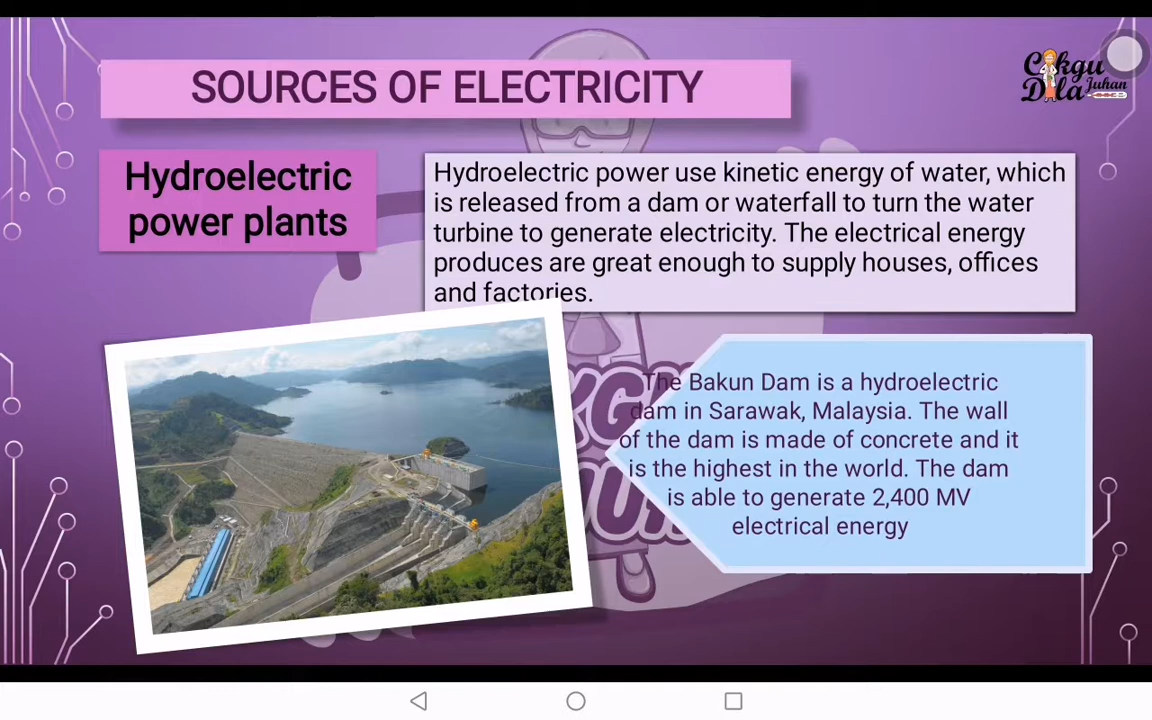 SOURCES OF ELECTRICITY
Cikgu
Dila Juhari
Hydroelectric
power plants
Hydroelectric power use kinetic energy of water, which
is released from a dam or waterfall to turn the water
turbine to generate electricity. The electrical energy
produces are great enough to supply houses, offices
and factories.
The Bakun Dam is a hydroelectric
dam in Sarawak, Malaysia. The wall
of the dam is made of concrete and it
is the highest in the world. The dam
is able to generate 2,400 MV
electrical energy